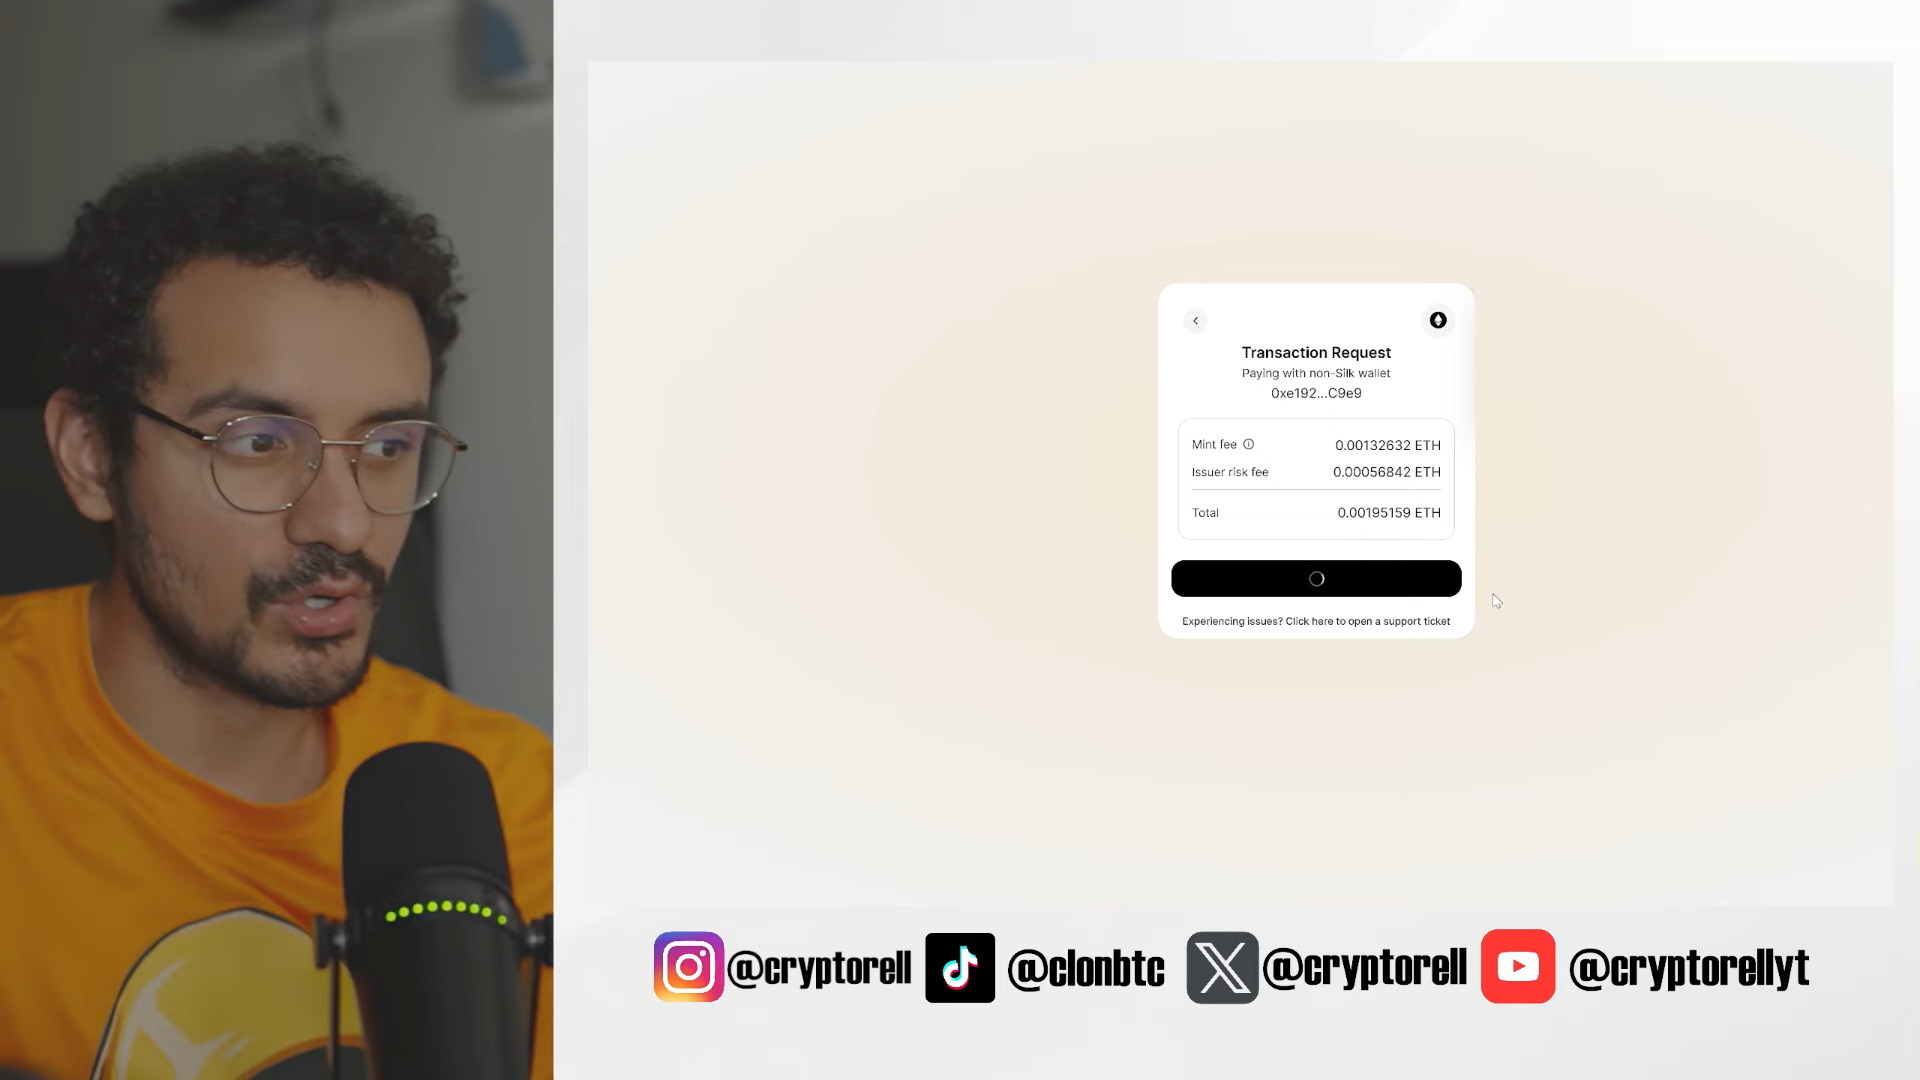 Transaction Request
Paying with non-Silk wallet
0xe192...C9e9
Mint fee 0.00132632 ETH
Issuer risk fee 0.00056842 ETH
Total 0.00195159 ETH
Experiencing issues? Click here to open a support ticket
@cryptorell @clonbtc @cryptorell @cryptorellyt